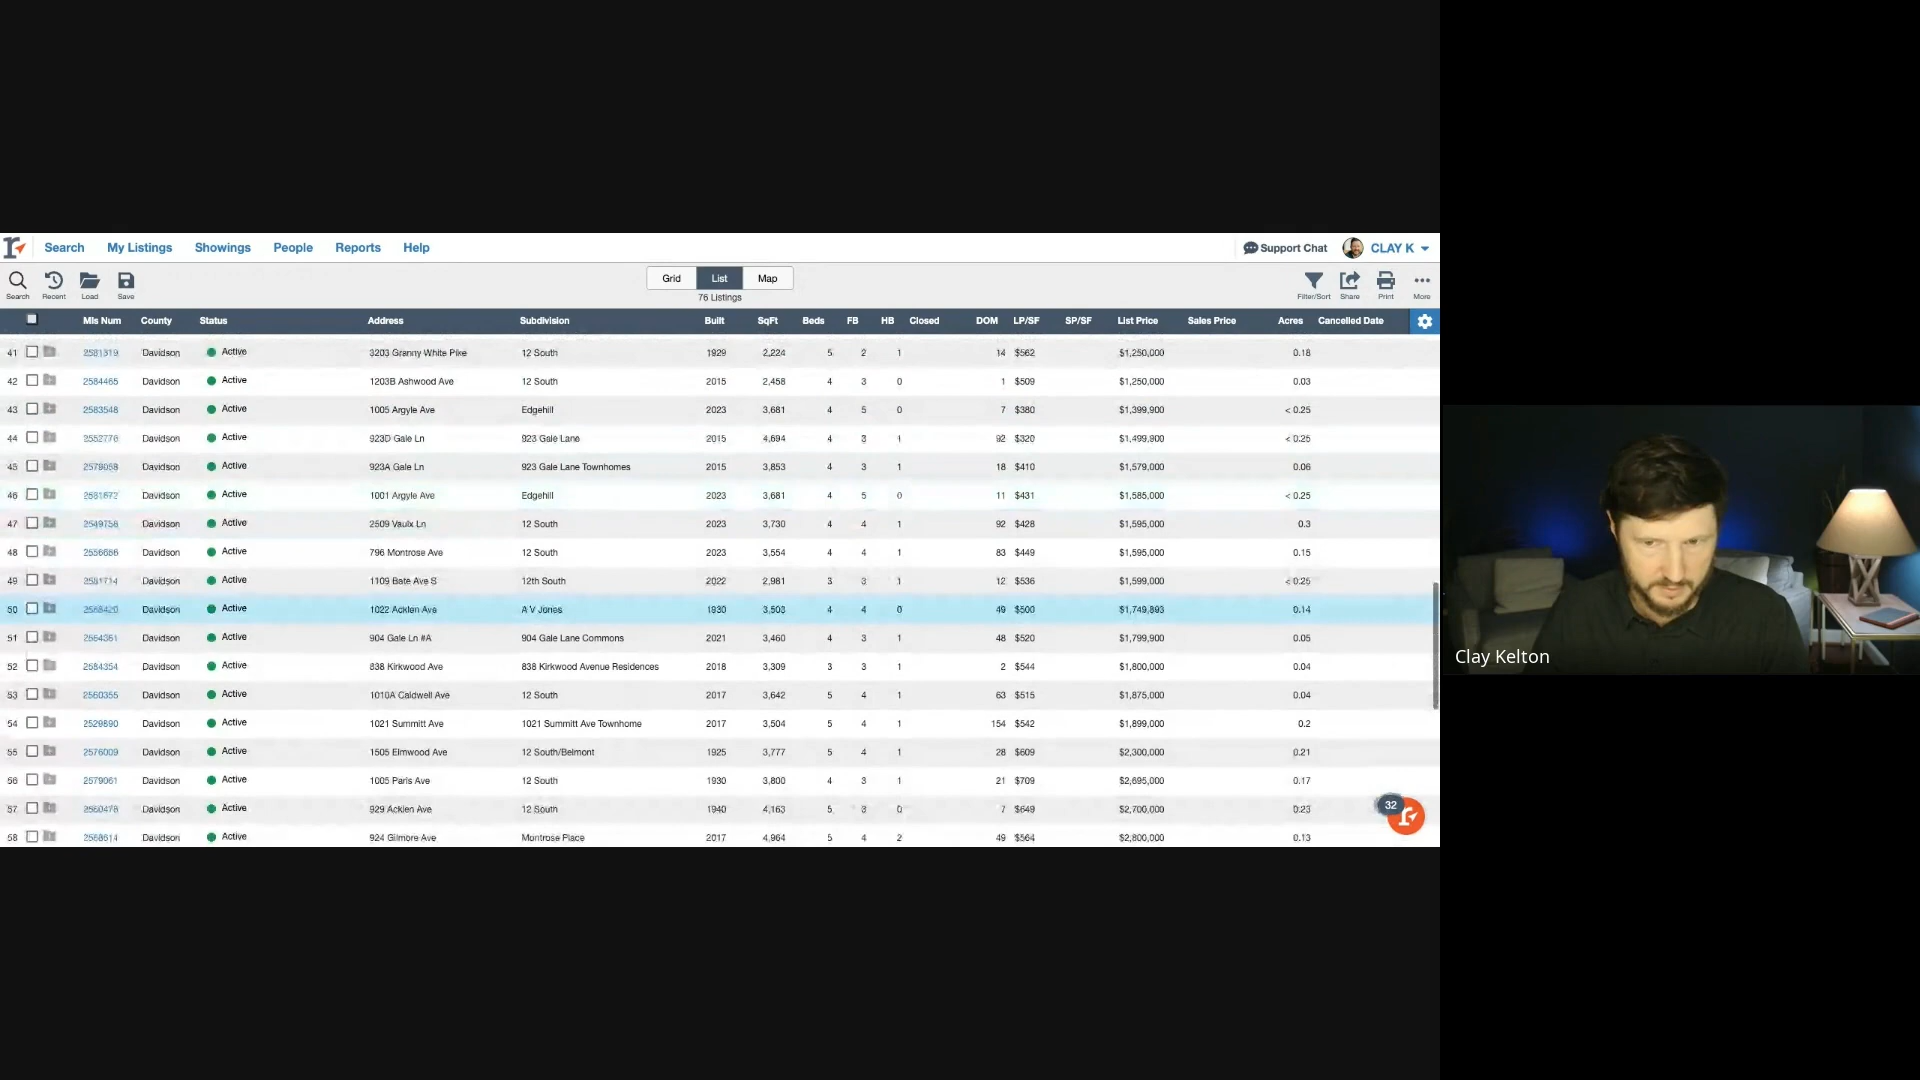 Search My Listings Showings People Reports Help Support Chat CLAY K
Search Recent Load Save Grid List Map Filter/Sort Share Print More
76 Listings
Mls Num County Status Address Subdivision Built SqFt Beds FB HB Closed DOM LP/SF SP/SF List Price Sales Price Acres Cancelled Date
41 2581319 Davidson Active 3203 Granny White Pike 12 South 1929 2,224 5 2 1 14 $562 $1,250,000 0.18
42 2584465 Davidson Active 1203B Ashwood Ave 12 South 2015 2,458 4 3 0 1 $509 $1,250,000 0.03
43 2583548 Davidson Active 1005 Argyle Ave Edgehill 2023 3,681 4 5 0 7 $380 $1,399,900 < 0.25
44 2552776 Davidson Active 923D Gale Ln 923 Gale Lane 2015 4,694 4 3 1 92 $320 $1,499,900 < 0.25
45 2579058 Davidson Active 923A Gale Ln 923 Gale Lane Townhomes 2015 3,853 4 3 1 18 $410 $1,579,000 0.06
46 2581672 Davidson Active 1001 Argyle Ave Edgehill 2023 3,681 4 5 0 11 $431 $1,585,000 < 0.25
47 2549758 Davidson Active 2509 Vaulx Ln 12 South 2023 3,730 4 4 1 92 $428 $1,595,000 0.3
48 2556686 Davidson Active 796 Montrose Ave 12 South 2023 3,554 4 4 1 83 $449 $1,595,000 0.15
49 2581714 Davidson Active 1109 Bate Ave S 12th South 2022 2,981 3 3 1 12 $536 $1,599,000 < 0.25
50 2568420 Davidson Active 1022 Acklen Ave A V Jones 1930 3,503 4 4 0 49 $500 $1,749,893 0.14
51 2564361 Davidson Active 904 Gale Ln #A 904 Gale Lane Commons 2021 3,460 4 3 1 48 $520 $1,799,900 0.05
52 2584354 Davidson Active 838 Kirkwood Ave 838 Kirkwood Avenue Residences 2018 3,309 3 3 1 2 $544 $1,800,000 0.04
53 2560355 Davidson Active 1010A Caldwell Ave 12 South 2017 3,642 5 4 1 63 $515 $1,875,000 0.04
54 2529890 Davidson Active 1021 Summitt Ave 1021 Summitt Ave Townhome 2017 3,504 5 4 1 154 $542 $1,899,000 0.2
55 2576009 Davidson Active 1505 Elmwood Ave 12 South/Belmont 1925 3,777 5 4 1 28 $609 $2,300,000 0.21
56 2579061 Davidson Active 1005 Paris Ave 12 South 1930 3,800 4 3 1 21 $709 $2,695,000 0.17
57 2560476 Davidson Active 929 Acklen Ave 12 South 1940 4,163 5 3 0 7 $649 $2,700,000 0.23
58 2568614 Davidson Active 924 Gilmore Ave Montrose Place 2017 4,964 5 4 2 49 $564 $2,800,000 0.13
32
Clay Kelton